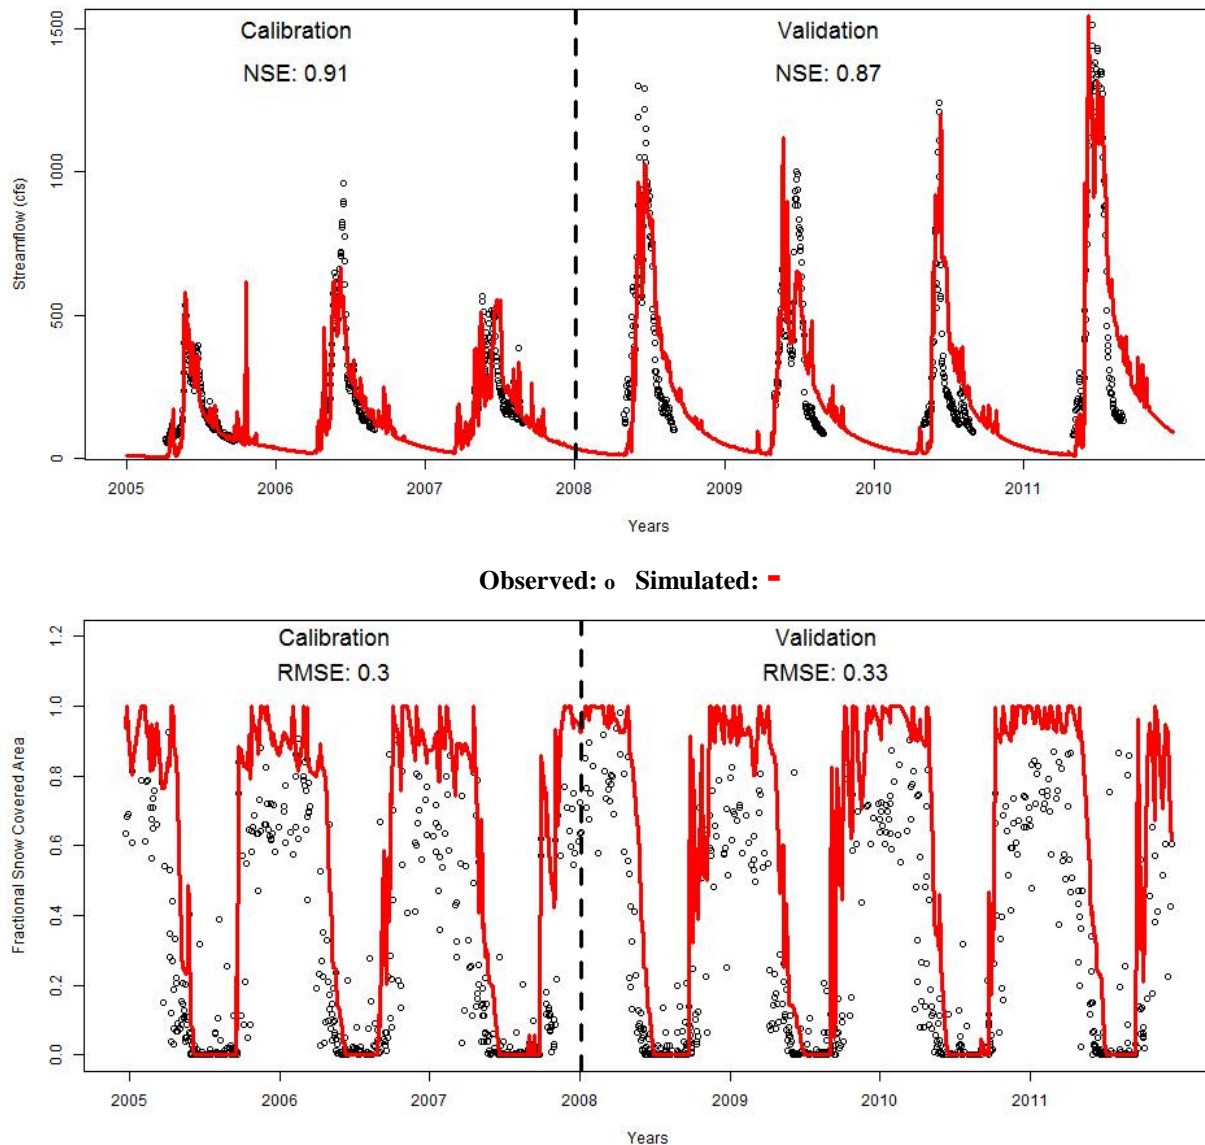 Calibration
Validation
NSE: 0.91
NSE: 0.87
Streamflow (cfs)
1500
1000
500
0
2005 2006 2007 2008 2009 2010 2011
Years
Observed: o Simulated: -
Calibration
Validation
RMSE: 0.3
RMSE: 0.33
Fractional Snow Covered Area
1.2
1.0
0.8
0.6
0.4
0.2
0.0
2005 2006 2007 2008 2009 2010 2011
Years